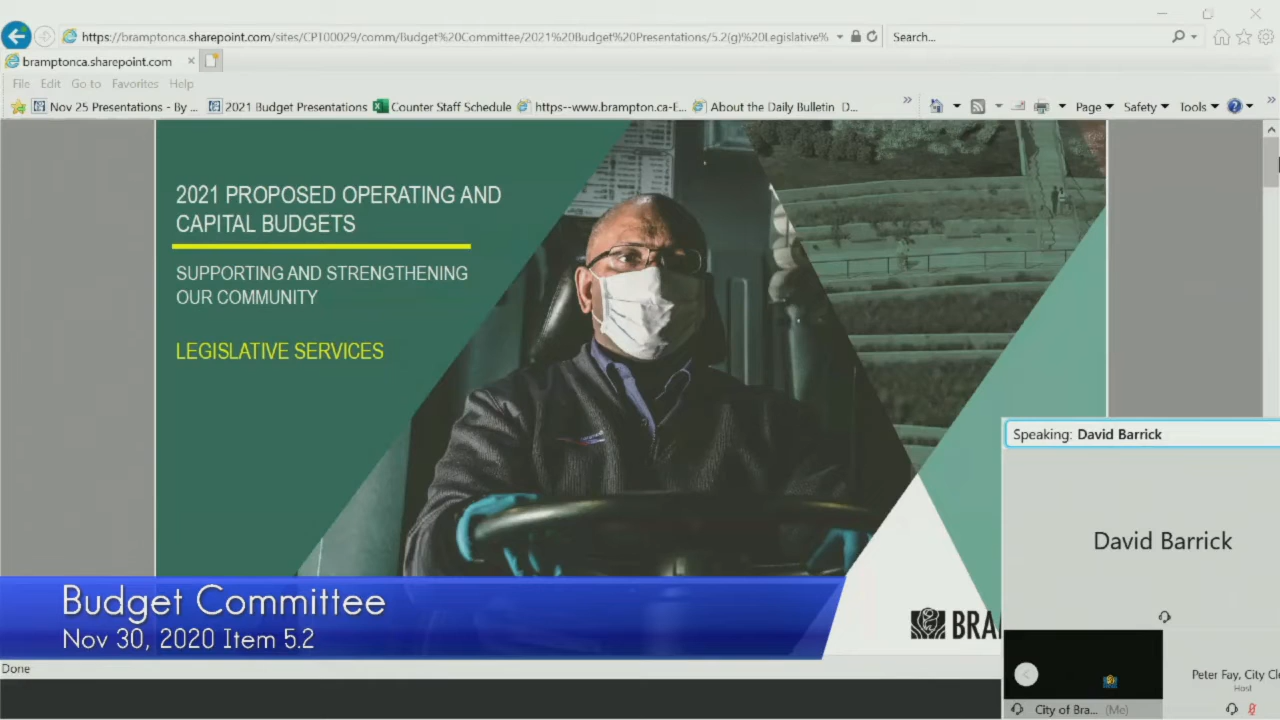 https://bramptonca.sharepoint.com/sites/CPT00029/comm/Budget%20Committee/2021%20Budget%20Presentations/5.2(g)%20Legislative%
Search...
bramptonca.sharepoint.com
File Edit Go to Favorites Help
Nov 25 Presentations - By ... 2021 Budget Presentations Counter Staff Schedule https--www.brampton.ca-E... About the Daily Bulletin D... » Page Safety Tools »
2021 PROPOSED OPERATING AND
CAPITAL BUDGETS
SUPPORTING AND STRENGTHENING
OUR COMMUNITY
LEGISLATIVE SERVICES
Speaking: David Barrick
David Barrick
Budget Committee
Nov 30, 2020 Item 5.2
BRA
Done
Peter Fay, City Cl
Host
City of Bra... (Me)